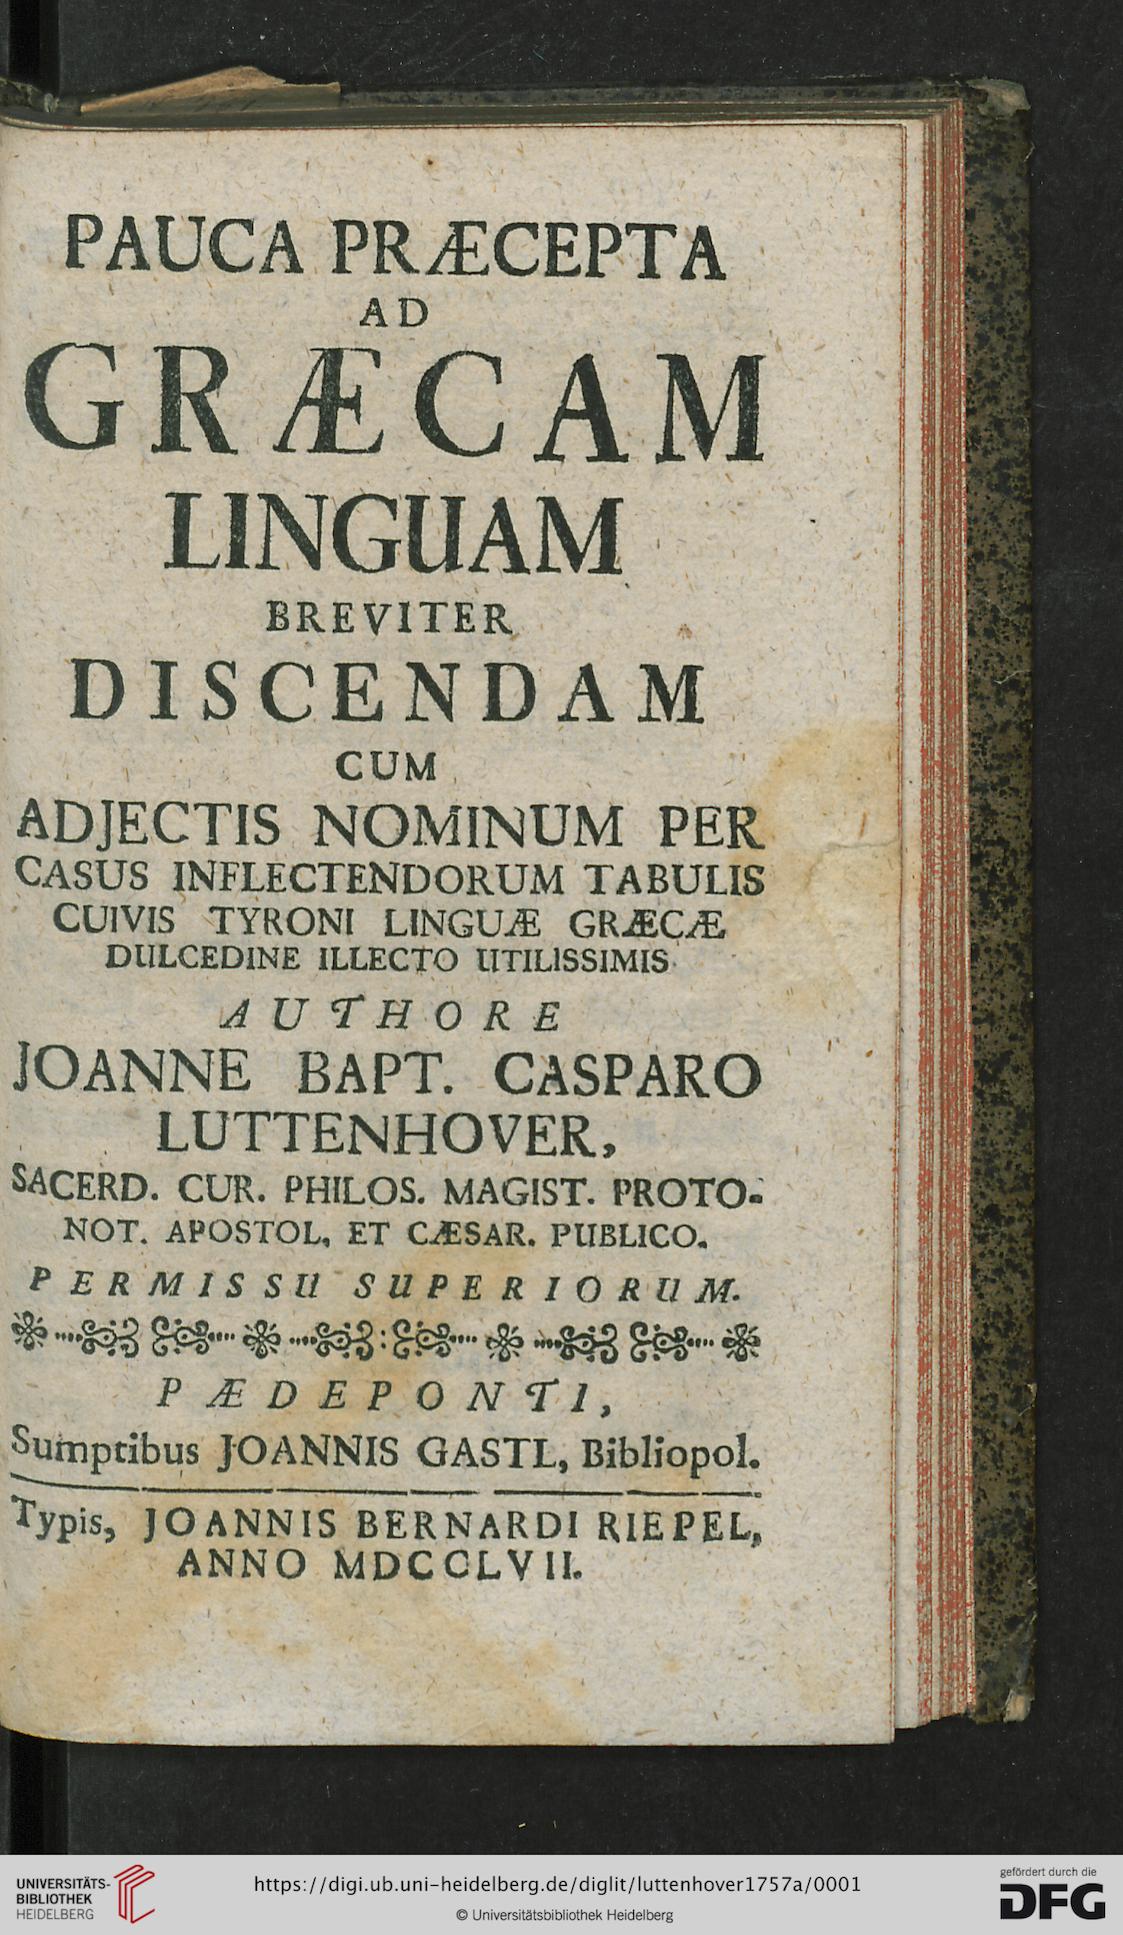 PAUCA PRÆCEPTA
AD
GRÆCAM
LINGUAM
BREVITER
DISCENDAM
CUM
ADJECTIS NOMINUM PER
CASUS INFLECTENDORUM TABULIS
CUIVIS TYRONI LINGUÆ GRÆCÆ
DULCEDINE ILLECTO UTILISSIMIS
AUTHORE
JOANNE BAPT. CASPARO
LUTTENHOVER,
SACERD. CUR. PHILOS. MAGIST. PROTO-
NOT. APOSTOL, ET CÆSAR. PUBLICO.
PERMISSU SUPERIORUM.
PÆDEPONTI,
Sumptibus JOANNIS GASTL, Bibliopol.
Typis, JOANNIS BERNARDI RIEPEL,
ANNO MDCCLVII.
UNIVERSITÄTS-
BIBLIOTHEK
HEIDELBERG
https://digi.ub.uni-heidelberg.de/diglit/luttenhover1757a/0001
© Universitätsbibliothek Heidelberg
gefördert durch die
DFG